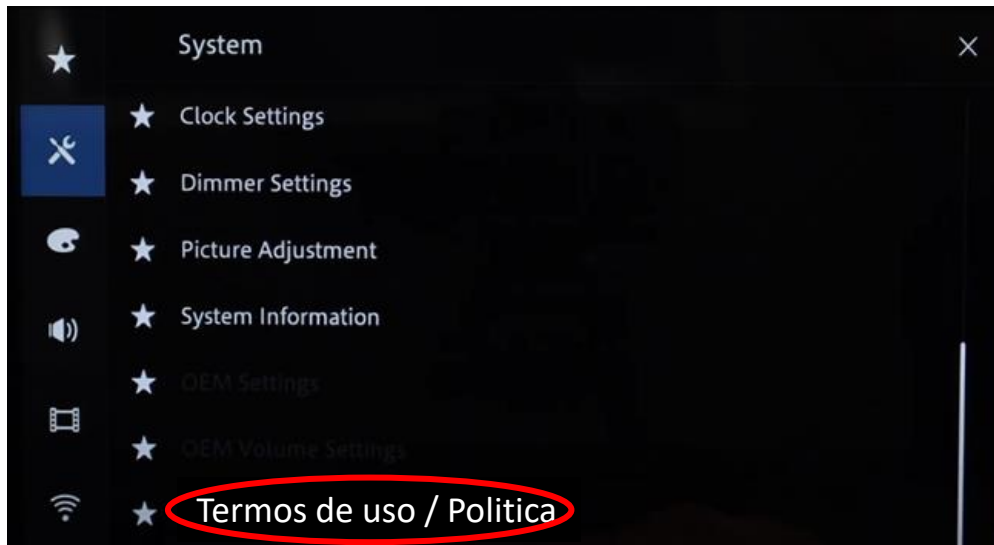 System
Clock Settings
Dimmer Settings
Picture Adjustment
System Information
OEM Settings
OEM Volume Settings
Termos de uso / Politica